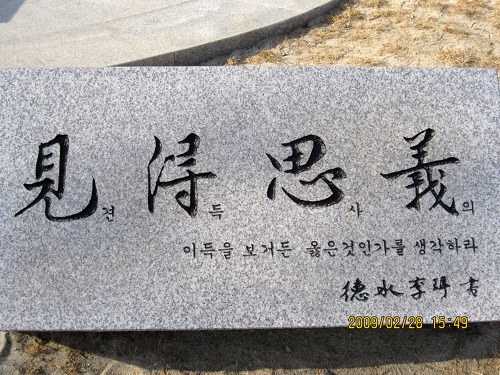 見견 得득 思사 義의
이득을 보거든 옳은것인가를 생각하라
德水 李珥 書
2009/02/28 15:49